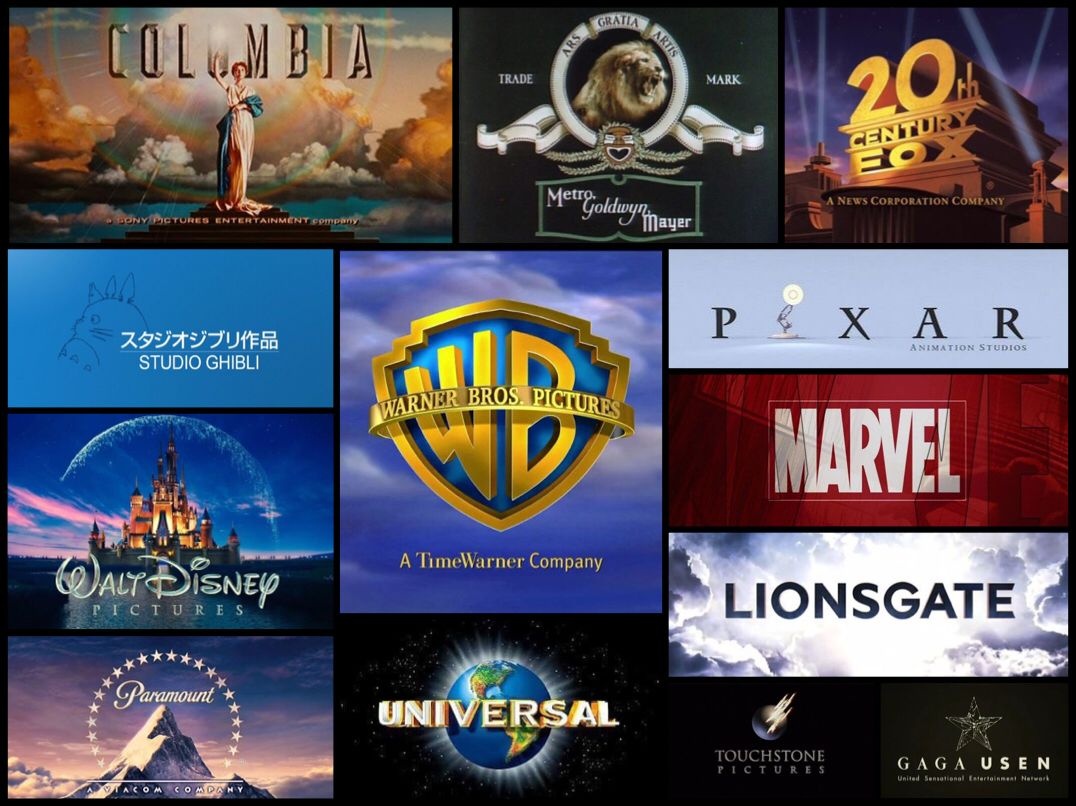 COLUMBIA
a SONY PICTURES ENTERTAINMENT company
ARS GRATIA ARTIS
TRADE MARK
Metro
Goldwyn
Mayer
20th
CENTURY
FOX
A NEWS CORPORATION COMPANY
スタジオジブリ作品
STUDIO GHIBLI
WARNER BROS. PICTURES
WB
A TimeWarner Company
PIXAR
ANIMATION STUDIOS
MARVEL
WALT DISNEY
PICTURES
LIONSGATE
Paramount
A VIACOM COMPANY
UNIVERSAL
TOUCHSTONE
PICTURES
GAGA USEN
United Sensational Entertainment Network